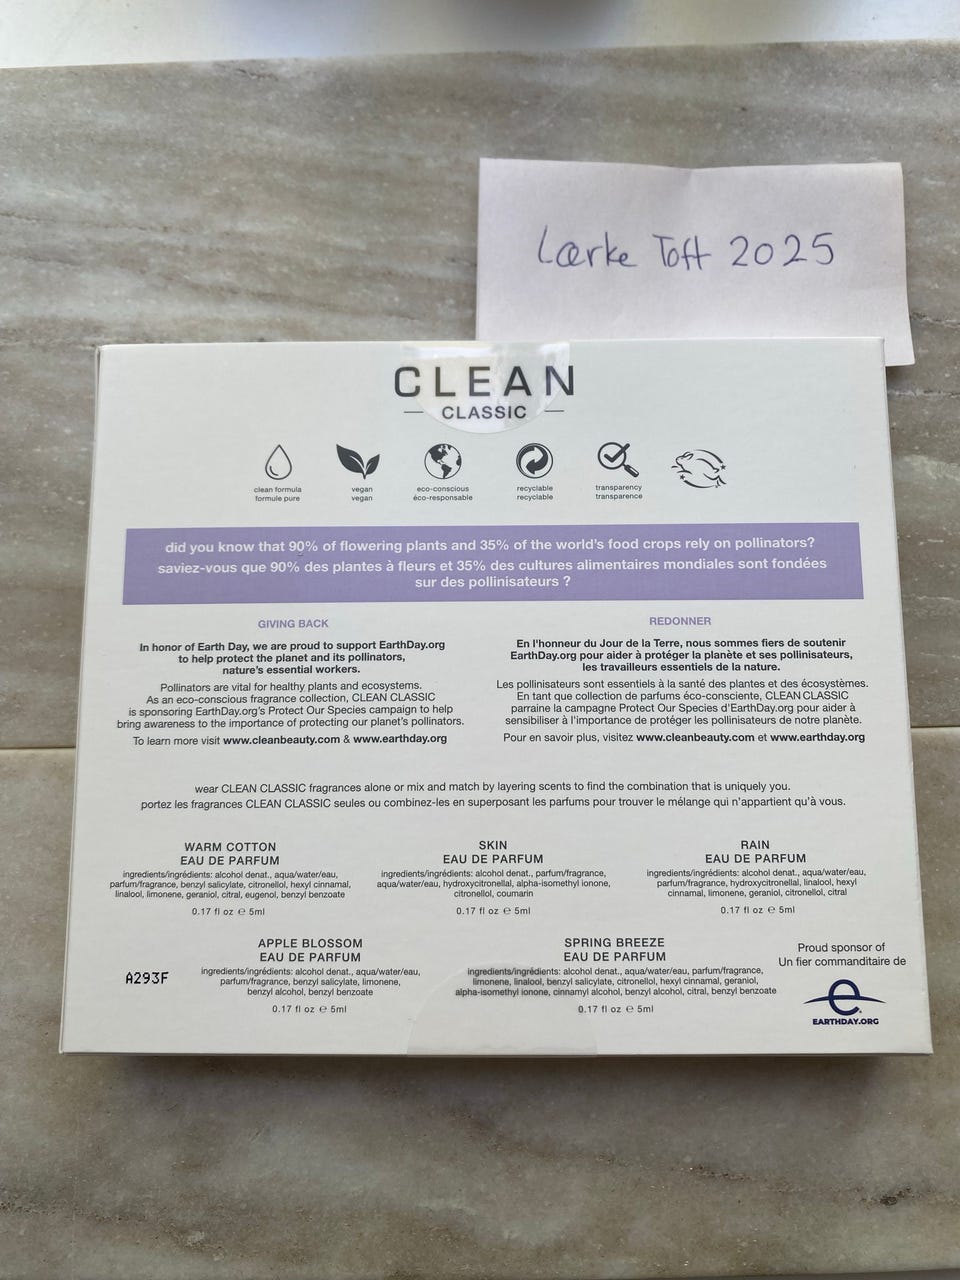 Lærke Toft 2025
CLEAN
CLASSIC
clean formula
formule pure
vegan
vegan
eco-conscious
éco-responsable
recyclable
recyclable
transparency
transparence
did you know that 90% of flowering plants and 35% of the world's food crops rely on pollinators?
saviez-vous que 90% des plantes à fleurs et 35% des cultures alimentaires mondiales sont fondées
sur des pollinisateurs ?
GIVING BACK
In honor of Earth Day, we are proud to support EarthDay.org
to help protect the planet and its pollinators,
nature's essential workers.
Pollinators are vital for healthy plants and ecosystems.
As an eco-conscious fragrance collection, CLEAN CLASSIC
is sponsoring EarthDay.org's Protect Our Species campaign to help
bring awareness to the importance of protecting our planet's pollinators.
To learn more visit www.cleanbeauty.com & www.earthday.org
REDONNER
En l'honneur du Jour de la Terre, nous sommes fiers de soutenir
EarthDay.org pour aider à protéger la planète et ses pollinisateurs,
les travailleurs essentiels de la nature.
Les pollinisateurs sont essentiels à la santé des plantes et des écosystèmes.
En tant que collection de parfums éco-consciente, CLEAN CLASSIC
parraine la campagne Protect Our Species d'EarthDay.org pour aider à
sensibiliser à l'importance de protéger les pollinisateurs de notre planète.
Pour en savoir plus, visitez www.cleanbeauty.com et www.earthday.org
wear CLEAN CLASSIC fragrances alone or mix and match by layering scents to find the combination that is uniquely you.
portez les fragrances CLEAN CLASSIC seules ou combinez-les en superposant les parfums pour trouver le mélange qui n'appartient qu'à vous.
WARM COTTON
EAU DE PARFUM
ingredients/ingrédients: alcohol denat., aqua/water/eau,
parfum/fragrance, benzyl salicylate, citronellol, hexyl cinnamal,
linalool, limonene, geraniol, citral, eugenol, benzyl benzoate
0.17 fl oz ℮ 5ml
SKIN
EAU DE PARFUM
ingredients/ingrédients: alcohol denat., parfum/fragrance,
aqua/water/eau, hydroxycitronellal, alpha-isomethyl ionone,
citronellol, coumarin
0.17 fl oz ℮ 5ml
RAIN
EAU DE PARFUM
ingredients/ingrédients: alcohol denat., aqua/water/eau,
parfum/fragrance, hydroxycitronellal, linalool, hexyl
cinnamal, limonene, geraniol, citronellol, citral
0.17 fl oz ℮ 5ml
APPLE BLOSSOM
EAU DE PARFUM
ingredients/ingrédients: alcohol denat., aqua/water/eau,
parfum/fragrance, benzyl salicylate, limonene,
benzyl alcohol, benzyl benzoate
0.17 fl oz ℮ 5ml
SPRING BREEZE
EAU DE PARFUM
ingredients/ingrédients: alcohol denat., aqua/water/eau, parfum/fragrance,
limonene, linalool, benzyl salicylate, citronellol, hexyl cinnamal, geraniol,
alpha-isomethyl ionone, cinnamyl alcohol, benzyl alcohol, citral, benzyl benzoate
0.17 fl oz ℮ 5ml
A293F
Proud sponsor of
Un fier commanditaire de
EARTHDAY.ORG